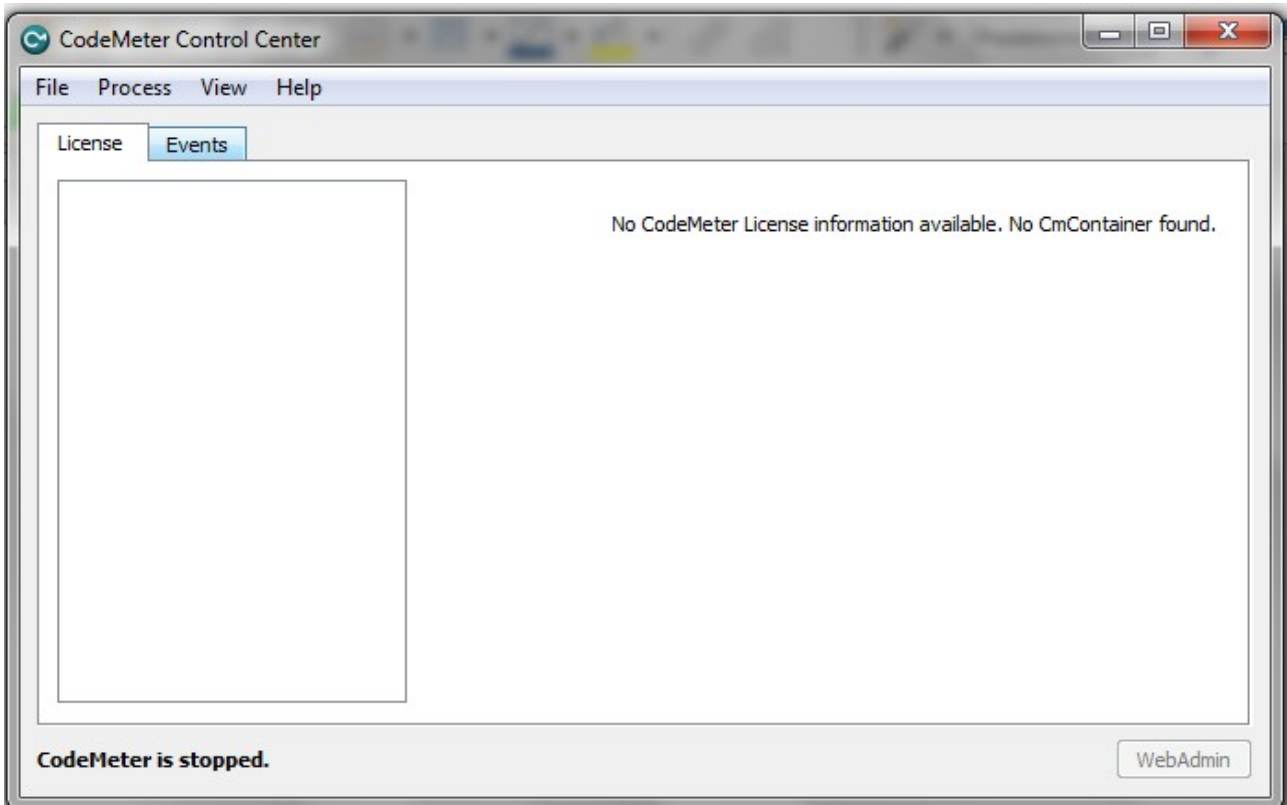 CodeMeter Control Center
File Process View Help
License Events
No CodeMeter License information available. No CmContainer found.
CodeMeter is stopped.
WebAdmin